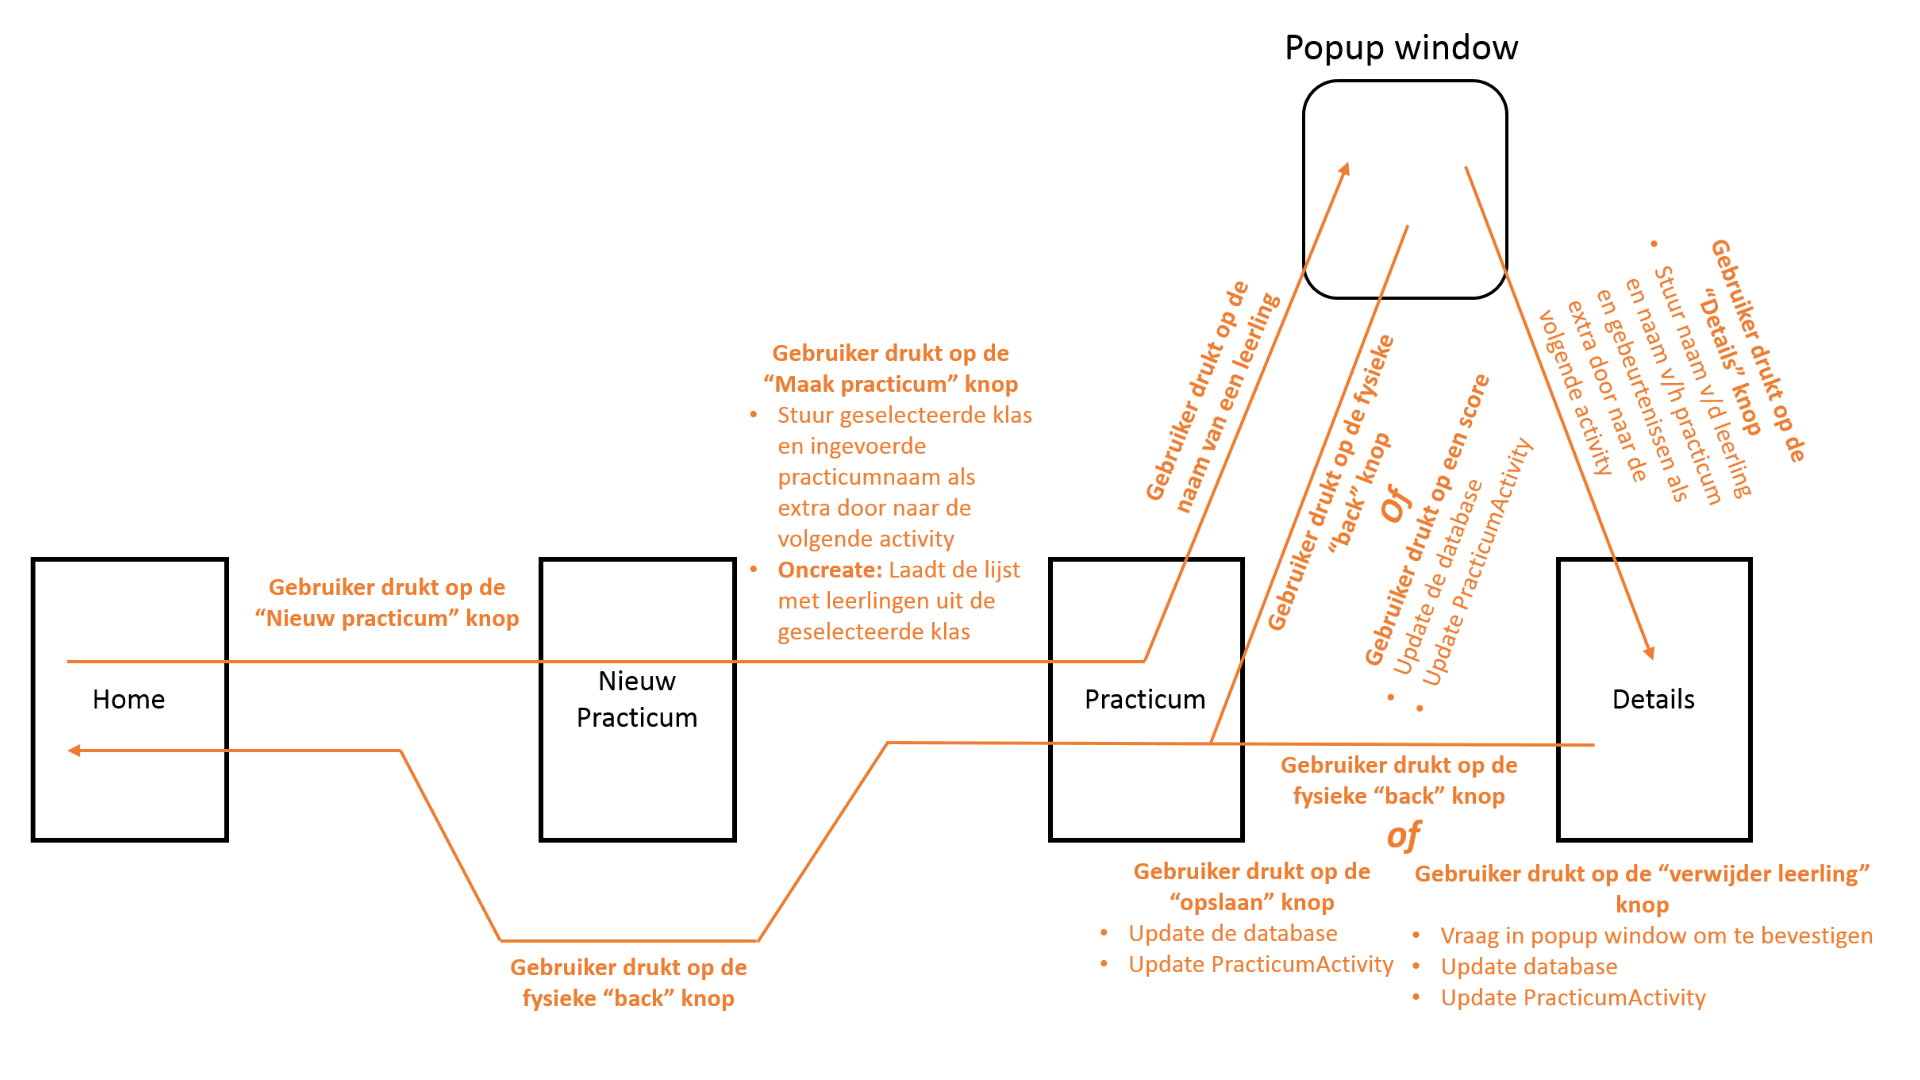 Popup window
Gebruiker drukt op de
naam van een leerling
Gebruiker drukt op de fysieke
“back” knop
Of
Gebruiker drukt op een score
• Update de database
• Update PracticumActivity
Gebruiker drukt op de
“Details” knop
• Stuur naam v/d leerling
en naam v/h practicum
en gebeurtenissen als
extra door naar de
volgende activity
Gebruiker drukt op de
“Maak practicum” knop
• Stuur geselecteerde klas
en ingevoerde
practicumnaam als
extra door naar de
volgende activity
• Oncreate: Laadt de lijst
met leerlingen uit de
geselecteerde klas
Gebruiker drukt op de
“Nieuw practicum” knop
Home
Nieuw
Practicum
Practicum
Details
Gebruiker drukt op de
fysieke “back” knop
of
Gebruiker drukt op de
“opslaan” knop
• Update de database
• Update PracticumActivity
Gebruiker drukt op de “verwijder leerling”
knop
• Vraag in popup window om te bevestigen
• Update database
• Update PracticumActivity
Gebruiker drukt op de
fysieke “back” knop